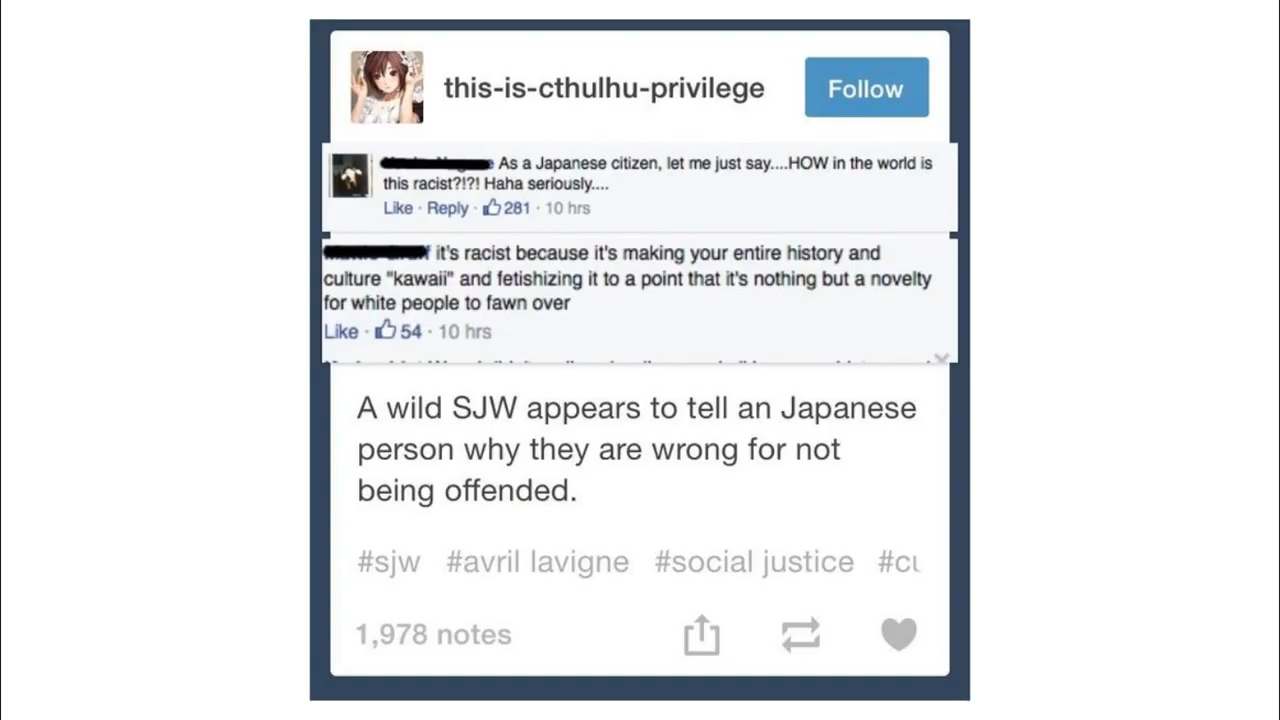 this-is-cthulhu-privilege
Follow
As a Japanese citizen, let me just say....HOW in the world is
this racist?!?! Haha seriously....
Like · Reply · 281 · 10 hrs
it's racist because it's making your entire history and
culture "kawaii" and fetishizing it to a point that it's nothing but a novelty
for white people to fawn over
Like · 54 · 10 hrs
A wild SJW appears to tell an Japanese
person why they are wrong for not
being offended.
#sjw #avril lavigne #social justice #cu
1,978 notes